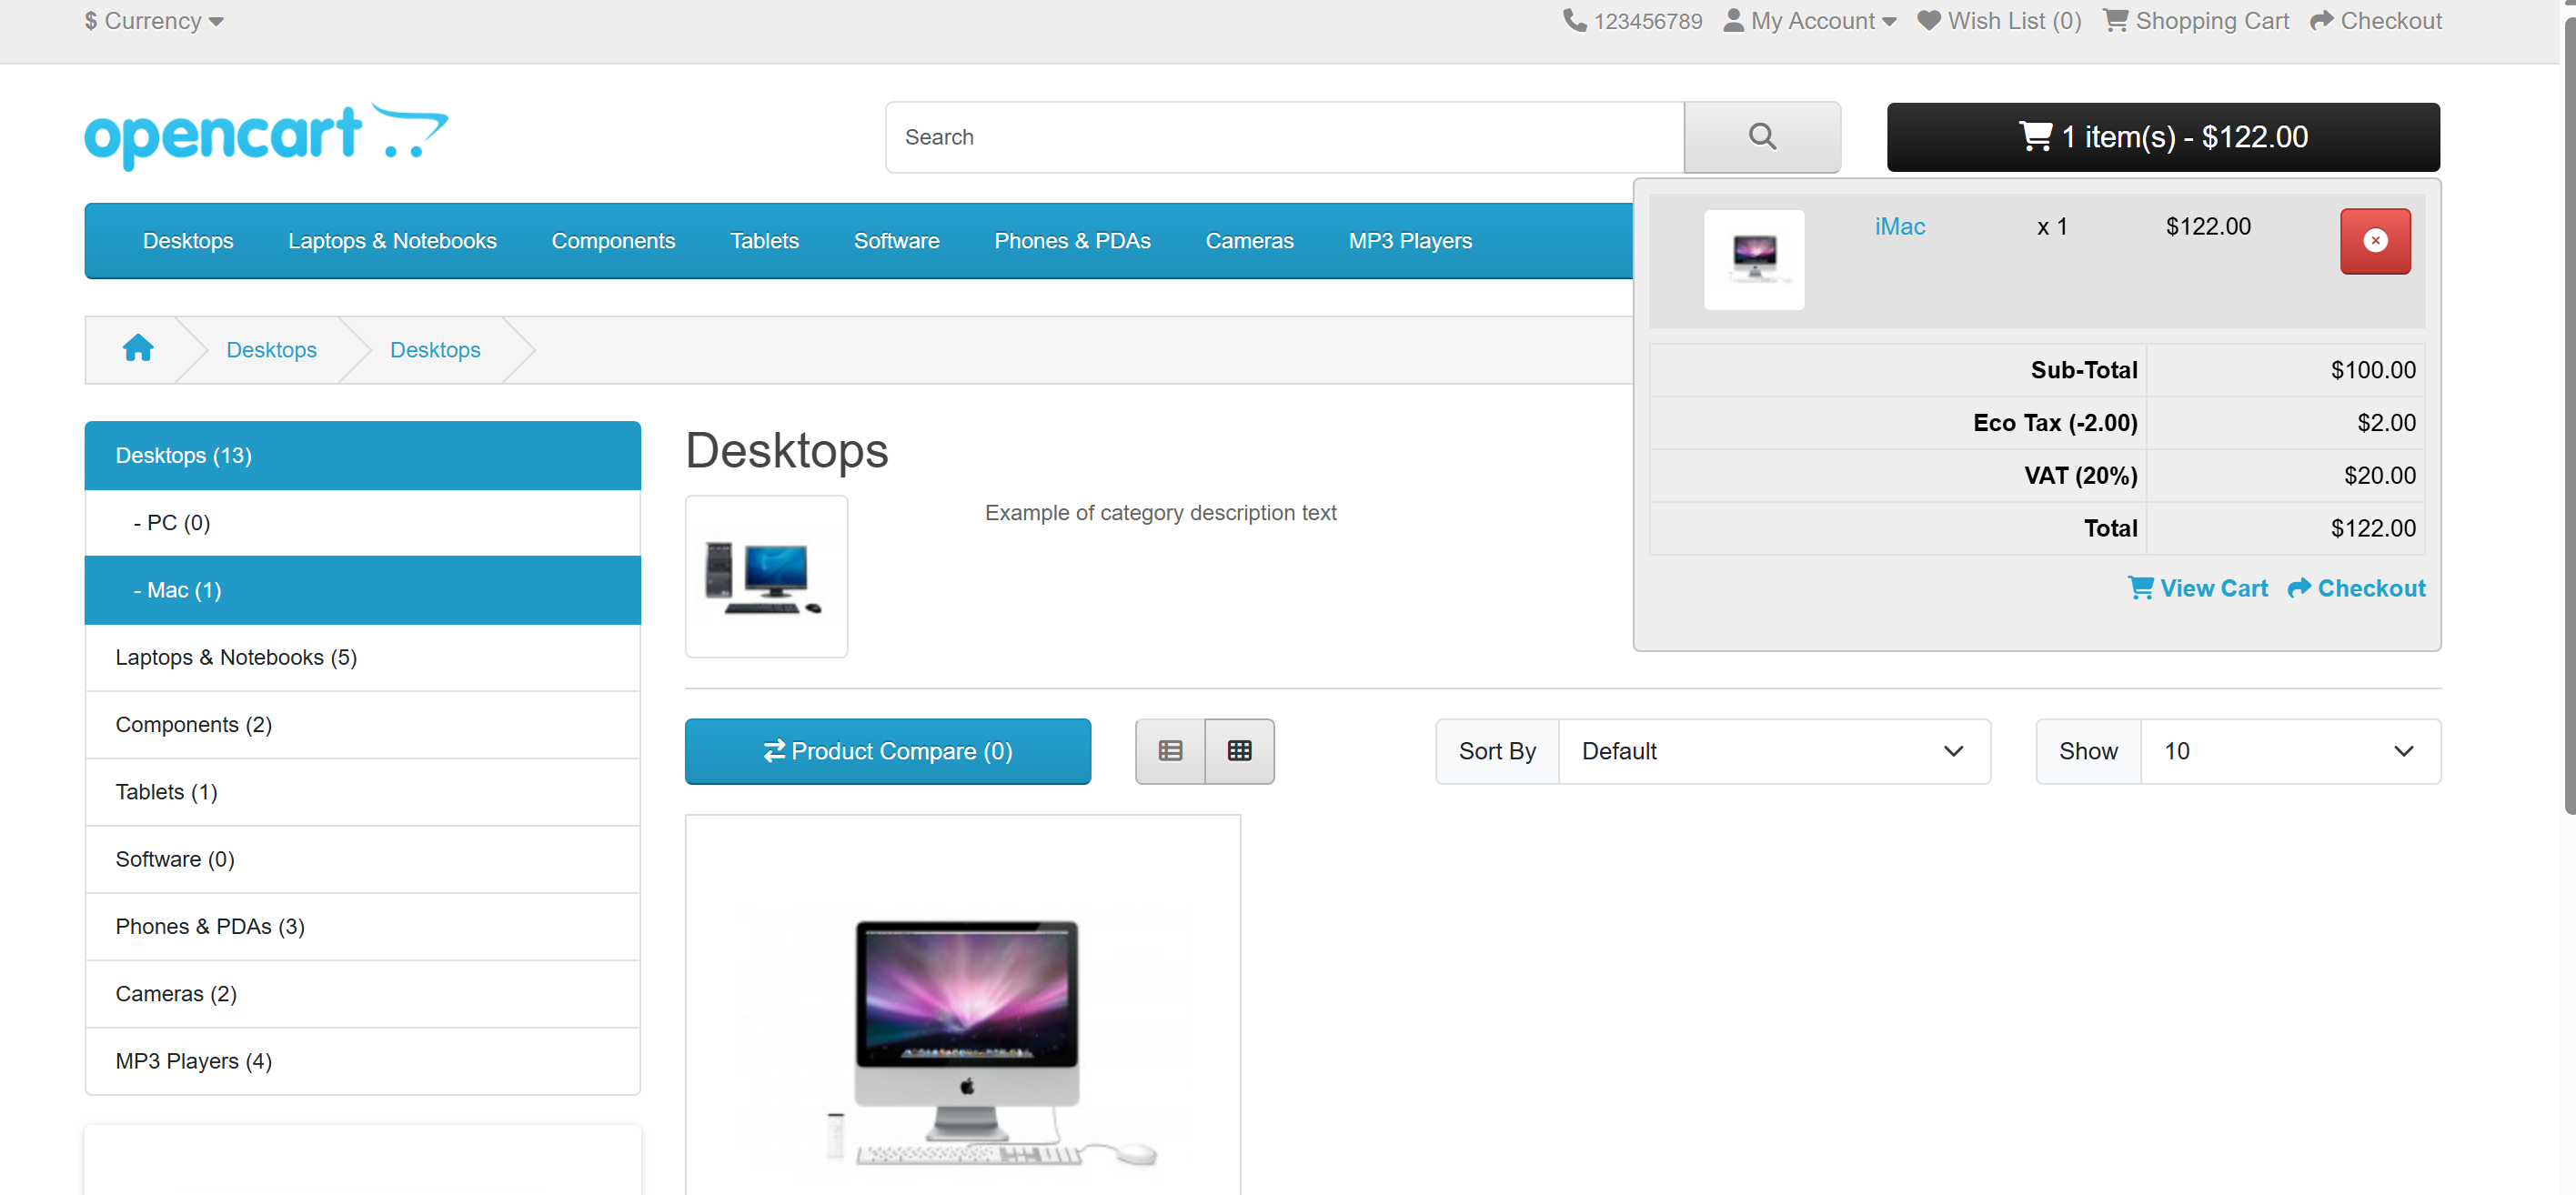 $ Currency
123456789 My Account Wish List (0) Shopping Cart Checkout
opencart
Search
1 item(s) - $122.00
Desktops Laptops & Notebooks Components Tablets Software Phones & PDAs Cameras MP3 Players
iMac x 1 $122.00
Sub-Total $100.00
Eco Tax (-2.00) $2.00
VAT (20%) $20.00
Total $122.00
View Cart Checkout
Desktops Desktops
Desktops (13)
- PC (0)
- Mac (1)
Laptops & Notebooks (5)
Components (2)
Tablets (1)
Software (0)
Phones & PDAs (3)
Cameras (2)
MP3 Players (4)
Desktops
Example of category description text
Product Compare (0)
Sort By Default
Show 10